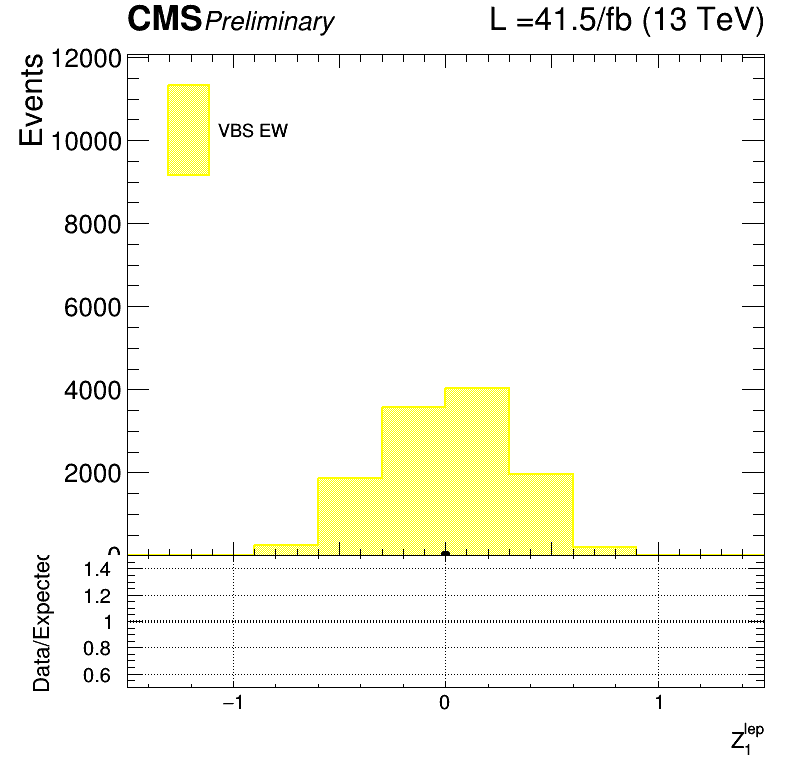 CMS Preliminary L =41.5/fb (13 TeV)
Events
12000
10000
8000
6000
4000
2000
0
VBS EW
Data/Expected
1.4
1.2
1
0.8
0.6
−1 0 1
Z₁ˡᵉᵖ